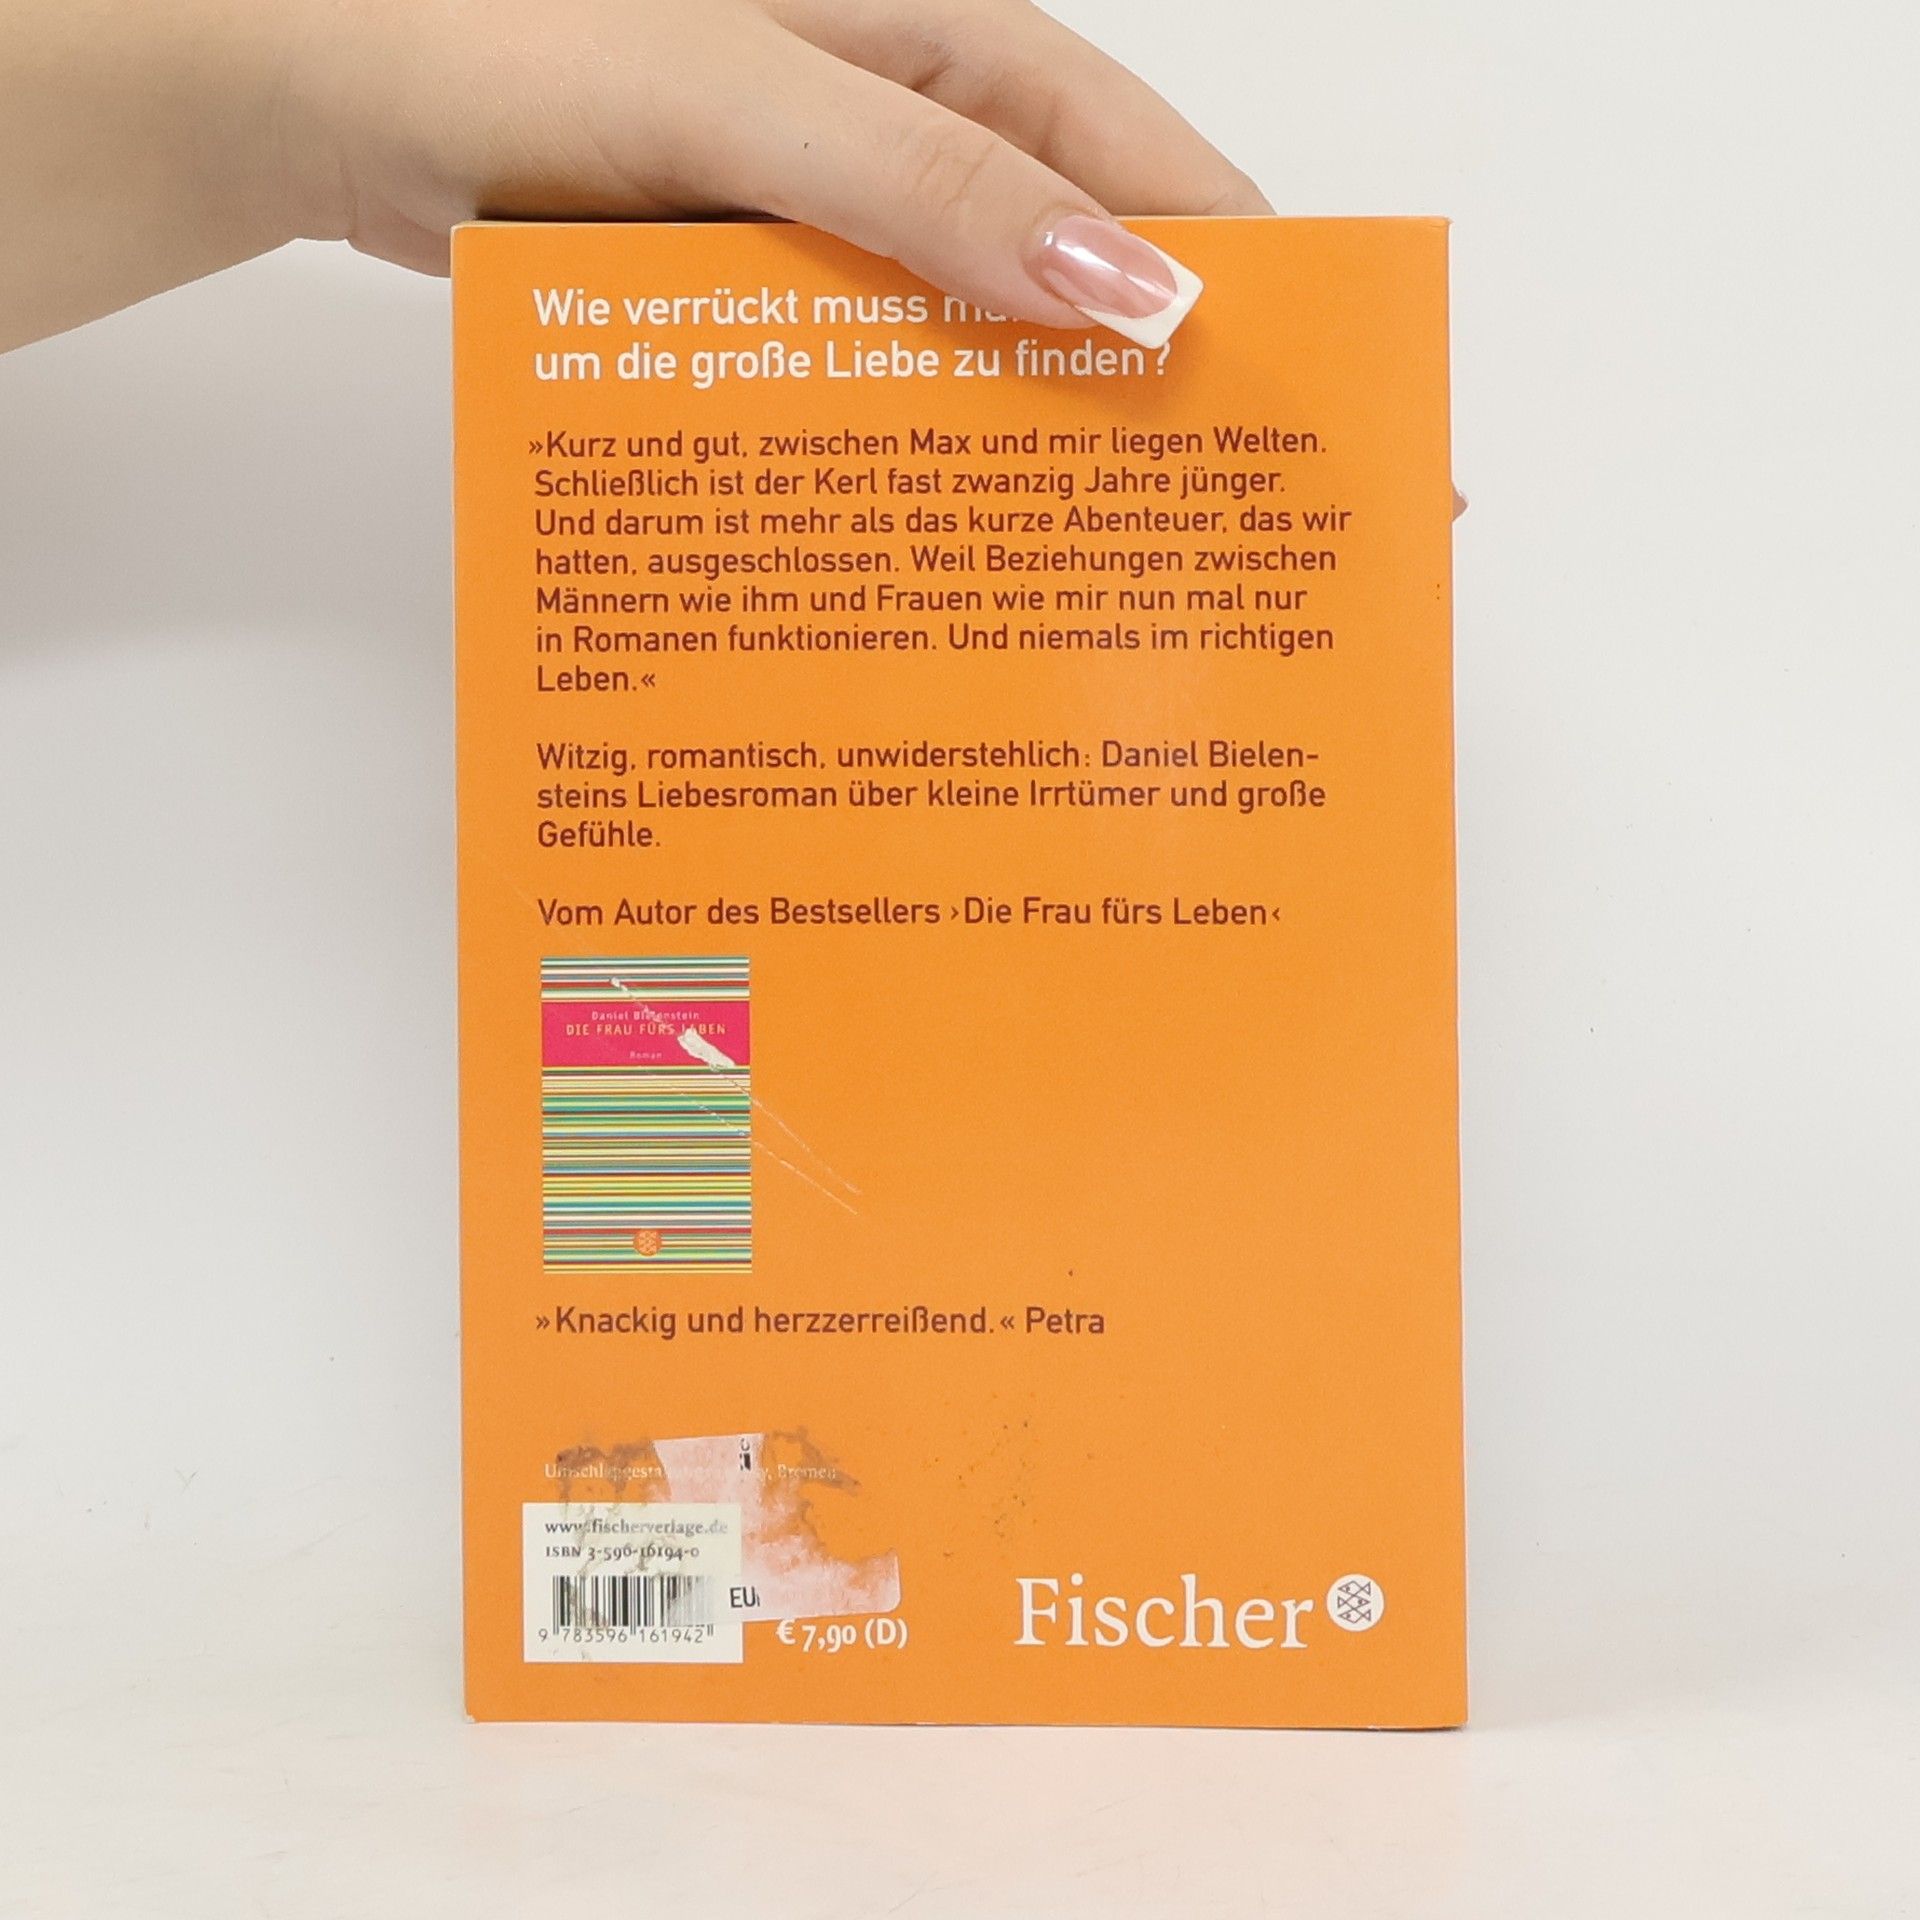 Wie verrückt muss
um die große Liebe zu finden?
»Kurz und gut, zwischen Max und mir liegen Welten.
Schließlich ist der Kerl fast zwanzig Jahre jünger.
Und darum ist mehr als das kurze Abenteuer, das wir
hatten, ausgeschlossen. Weil Beziehungen zwischen
Männern wie ihm und Frauen wie mir nun mal nur
in Romanen funktionieren. Und niemals im richtigen
Leben.«
Witzig, romantisch, unwiderstehlich: Daniel Bielen-
steins Liebesroman über kleine Irrtümer und große
Gefühle.
Vom Autor des Bestsellers ›Die Frau fürs Leben‹
Daniel Bielenstein
DIE FRAU FÜRS LEBEN
Roman
»Knackig und herzzerreißend.« Petra
Bremen
www.fischerverlage.de
ISBN 3-596-16194-0
9 783596 161942
€ 7,90 (D)
Fischer